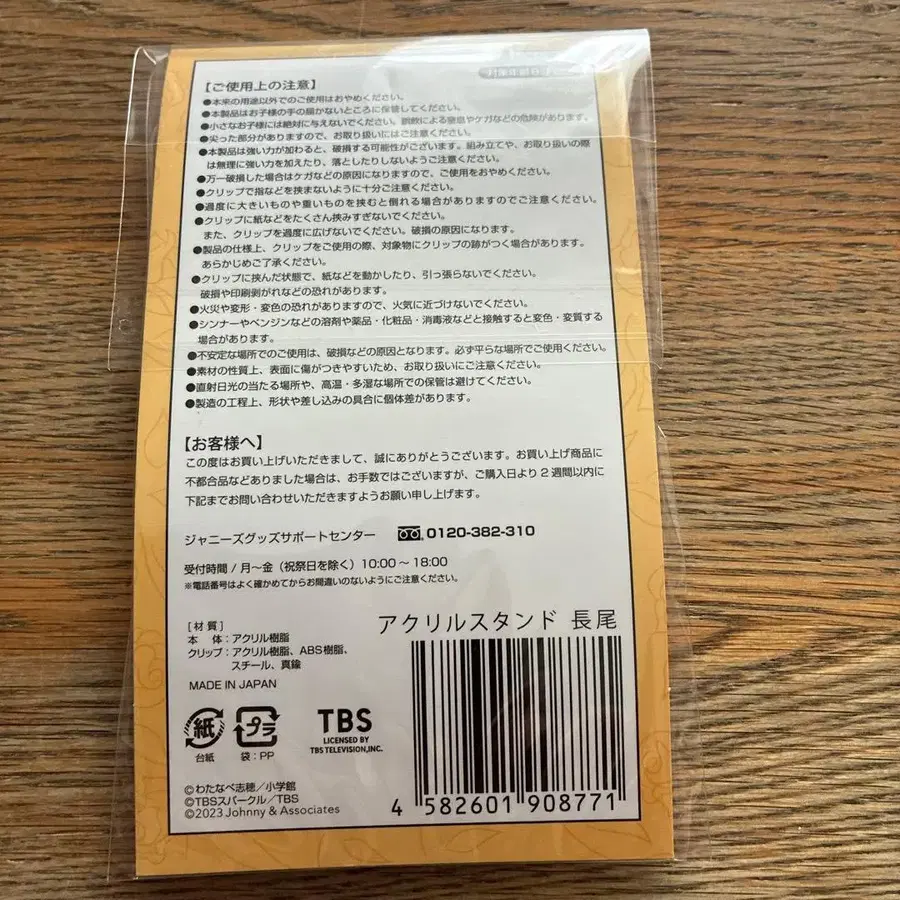 【ご使用上の注意】
●本来の用途以外でのご使用はおやめください。
●本製品はお子様の手の届かないところに保管してください。
●小さなお子様には絶対に与えないでください。誤飲による窒息やケガなどの危険があります。
●尖った部分がありますので、お取り扱いにはご注意ください。
●本製品は強い力が加わると、破損する可能性がございます。組み立てや、お取り扱いの際
は無理に強い力を加えたり、落としたりしないようご注意ください。
●万一破損した場合はケガなどの原因になりますので、ご使用をおやめください。
●クリップで指などを挟まないように十分ご注意ください。
●過度に大きいものや重いものを挟むと倒れる場合がありますのでご注意ください。
●クリップに紙などをたくさん挟みすぎないでください。
また、クリップを過度に広げないでください。破損の原因になります。
●製品の仕様上、クリップをご使用の際、対象物にクリップの跡がつく場合があります。
あらかじめご了承ください。
●クリップに挟んだ状態で、紙などを動かしたり、引っ張らないでください。
破損や印刷剥がれなどの恐れがあります。
●火災や変形・変色の恐れがありますので、火気に近づけないでください。
●シンナーやベンジンなどの溶剤や薬品・化粧品・消毒液などと接触すると変色・変質する
場合があります。
●不安定な場所でのご使用は、破損などの原因となります。必ず平らな場所でご使用ください。
●素材の性質上、表面に傷がつきやすいため、お取り扱いにご注意ください。
●直射日光の当たる場所や、高温・多湿な場所での保管は避けてください。
●製造の工程上、形状や差し込みの具合に個体差があります。
【お客様へ】
この度はお買い上げいただきまして、誠にありがとうございます。お買い上げ商品に
不都合などありました場合は、お手数ではございますが、ご購入日より2週間以内に
下記までお問い合わせいただきますようお願い申し上げます。
ジャニーズグッズサポートセンター 0120-382-310
受付時間 / 月～金（祝祭日を除く）10:00～18:00
※電話番号はよく確かめてからお間違いのないようにご注意ください。
アクリルスタンド 長尾
[材質]
本 体：アクリル樹脂
クリップ：アクリル樹脂、ABS樹脂、
スチール、真鍮
MADE IN JAPAN
紙
台紙
プラ
袋：PP
TBS
LICENSED BY
TBS TELEVISION,INC.
©わたなべ志穂／小学館
©TBSスパークル／TBS
©2023 Johnny & Associates
4 582601 908771